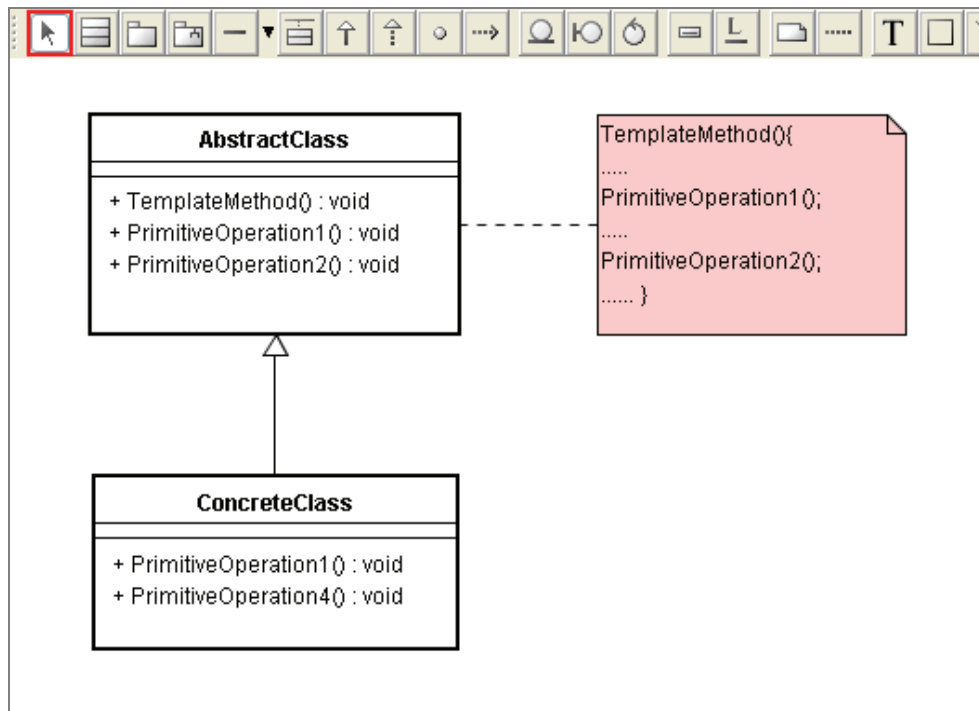 L
T
AbstractClass
+ TemplateMethod() : void
+ PrimitiveOperation1() : void
+ PrimitiveOperation2() : void
TemplateMethod(){
.....
PrimitiveOperation1();
.....
PrimitiveOperation2();
...... }
ConcreteClass
+ PrimitiveOperation1() : void
+ PrimitiveOperation4() : void